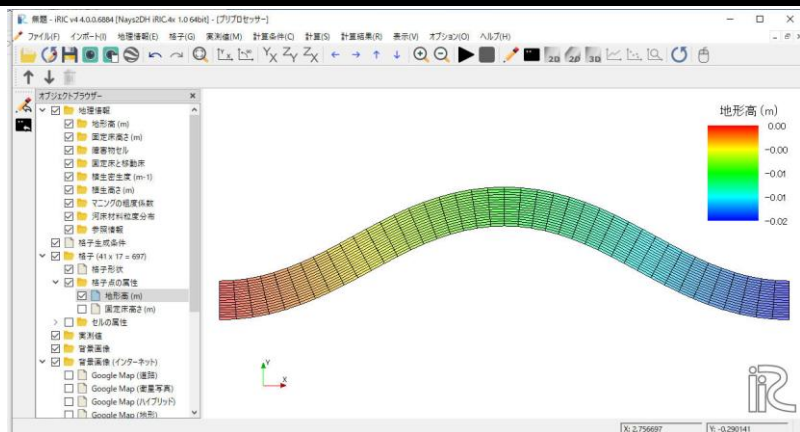 無題 - iRIC v4.4.0.0.6884 [Nays2DH iRIC.4x 1.0 64bit] - [プリプロセッサー]
ファイル(F) インポート(I) 地理情報(E) 格子(G) 実測値(M) 計算条件(C) 計算(S) 計算結果(R) 表示(V) オプション(O) ヘルプ(H)
YX ZY ZX 2D 2D 3D
オブジェクトブラウザー
地形高 (m)
地理情報
地形高 (m)
固定床高さ (m)
障害物セル
固定床と移動床
植生密生度 (m-1)
植生高さ (m)
マニングの粗度係数
河床材料粒度分布
参照情報
格子生成条件
格子 (41 x 17 = 697)
格子形状
格子点の属性
地形高 (m)
固定床高さ (m)
セルの属性
実測値
背景画像
背景画像 (インターネット)
Google Map (道路)
Google Map (衛星写真)
Google Map (ハイブリッド)
Google Map (地形)
0.00
-0.00
-0.01
-0.01
-0.02
Y
X
iRIC
X: 2.756697
Y: -0.290141